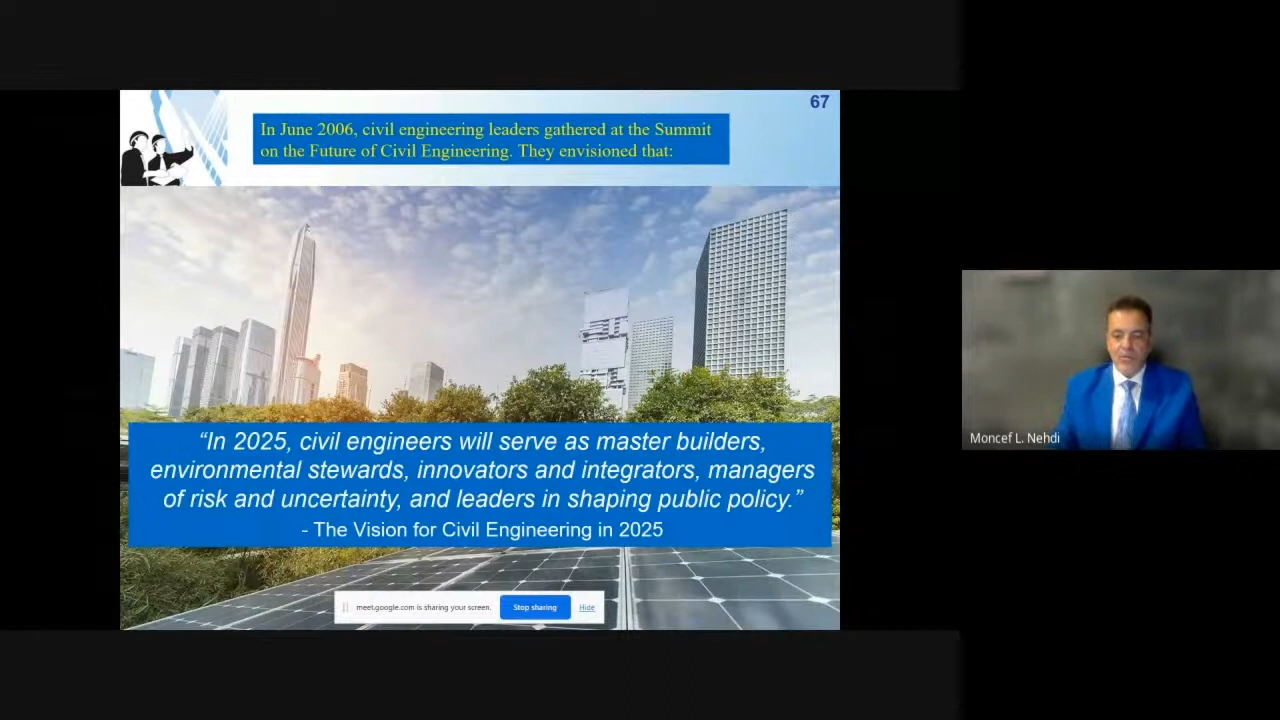 67
In June 2006, civil engineering leaders gathered at the Summit
on the Future of Civil Engineering. They envisioned that:
“In 2025, civil engineers will serve as master builders,
environmental stewards, innovators and integrators, managers
of risk and uncertainty, and leaders in shaping public policy.”
- The Vision for Civil Engineering in 2025
meet.google.com is sharing your screen. Stop sharing Hide
Moncef L. Nehdi